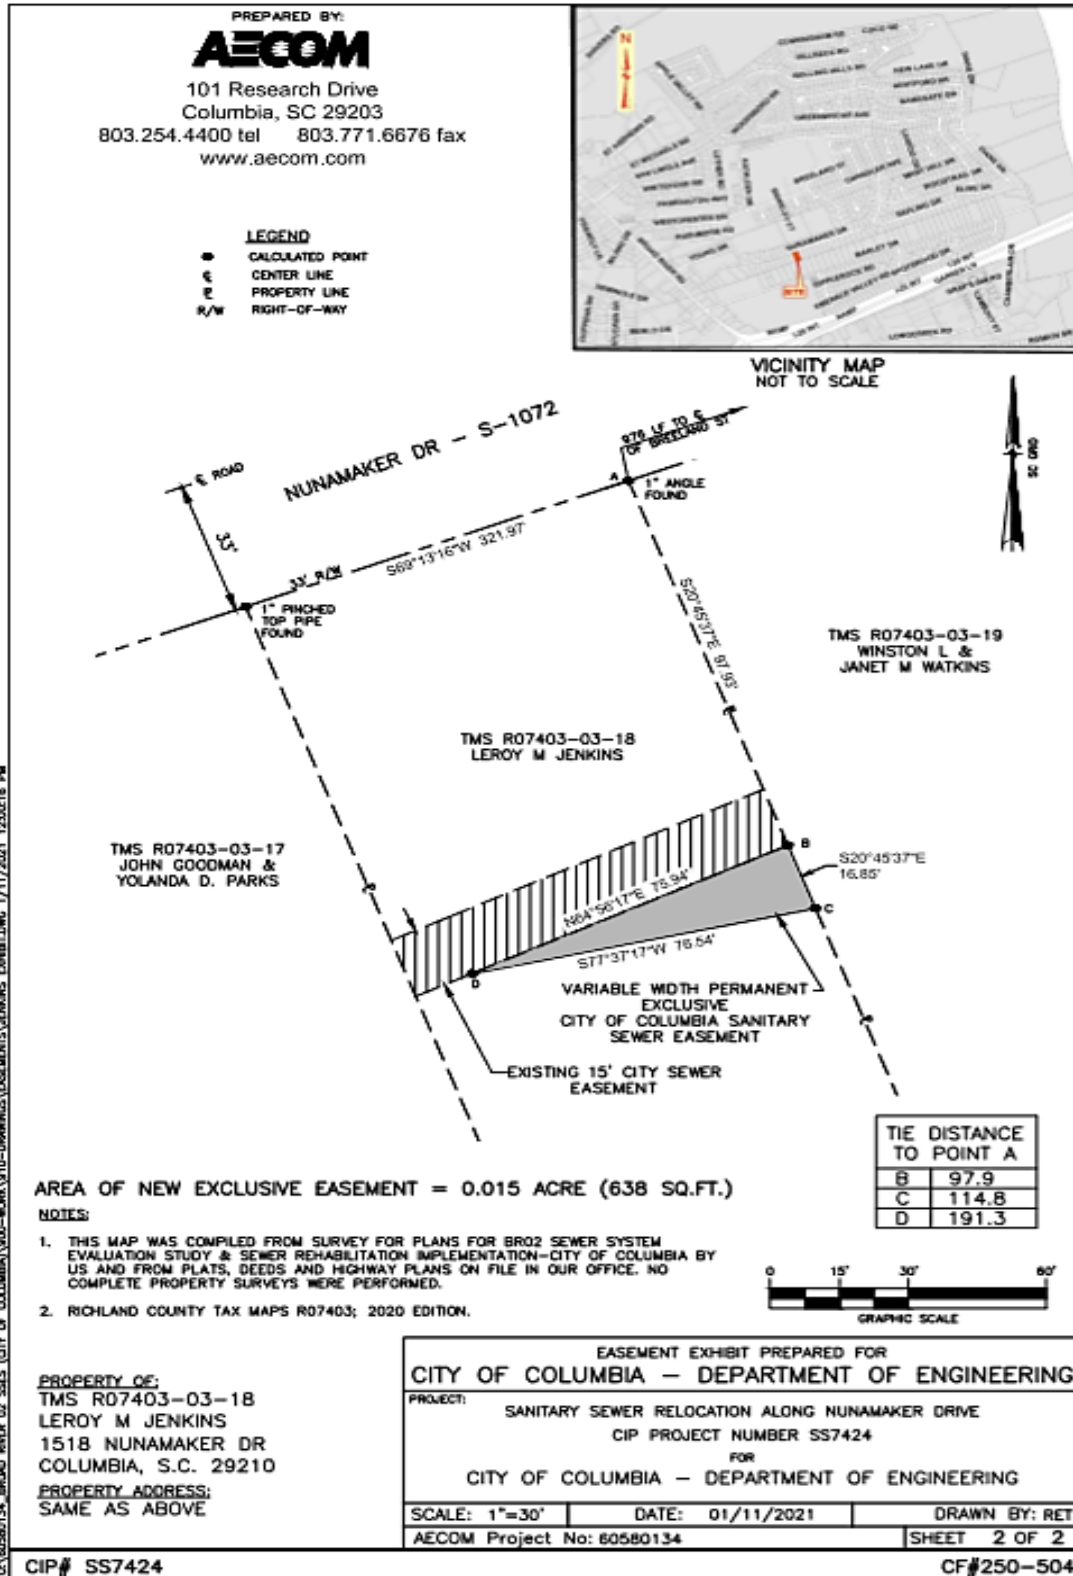 PREPARED BY:
AECOM
101 Research Drive
Columbia, SC 29203
803.254.4400 tel 803.771.6676 fax
www.aecom.com
LEGEND
CALCULATED POINT
CENTER LINE
PROPERTY LINE
R/W RIGHT-OF-WAY
N
SITE
VICINITY MAP
NOT TO SCALE
NUNAMAKER DR - S-1072
℄ ROAD
33'
976 LF TO ℄
OF BREELAND ST
A
1" ANGLE
FOUND
SC GRID
S69°13'16"W 321.97'
33' R/W
1" PINCHED
TOP PIPE
FOUND
S20°45'37"E 97.93'
TMS R07403-03-19
WINSTON L &
JANET M WATKINS
TMS R07403-03-18
LEROY M JENKINS
TMS R07403-03-17
JOHN GOODMAN &
YOLANDA D. PARKS
B
S20°45'37"E
16.85'
N64°56'17"E 75.94'
C
S77°37'17"W 76.54'
D
VARIABLE WIDTH PERMANENT
EXCLUSIVE
CITY OF COLUMBIA SANITARY
SEWER EASEMENT
EXISTING 15' CITY SEWER
EASEMENT
TIE DISTANCE
TO POINT A
B 97.9
C 114.8
D 191.3
AREA OF NEW EXCLUSIVE EASEMENT = 0.015 ACRE (638 SQ.FT.)
NOTES:
1. THIS MAP WAS COMPILED FROM SURVEY FOR PLANS FOR BR02 SEWER SYSTEM
EVALUATION STUDY & SEWER REHABILITATION IMPLEMENTATION-CITY OF COLUMBIA BY
US AND FROM PLATS, DEEDS AND HIGHWAY PLANS ON FILE IN OUR OFFICE. NO
COMPLETE PROPERTY SURVEYS WERE PERFORMED.
2. RICHLAND COUNTY TAX MAPS R07403; 2020 EDITION.
0 15' 30' 60'
GRAPHIC SCALE
PROPERTY OF:
TMS R07403-03-18
LEROY M JENKINS
1518 NUNAMAKER DR
COLUMBIA, S.C. 29210
PROPERTY ADDRESS:
SAME AS ABOVE
EASEMENT EXHIBIT PREPARED FOR
CITY OF COLUMBIA - DEPARTMENT OF ENGINEERING
PROJECT:
SANITARY SEWER RELOCATION ALONG NUNAMAKER DRIVE
CIP PROJECT NUMBER SS7424
FOR
CITY OF COLUMBIA - DEPARTMENT OF ENGINEERING
SCALE: 1"=30' DATE: 01/11/2021 DRAWN BY: RET
AECOM Project No: 60580134 SHEET 2 OF 2
CIP# SS7424 CF#250-504